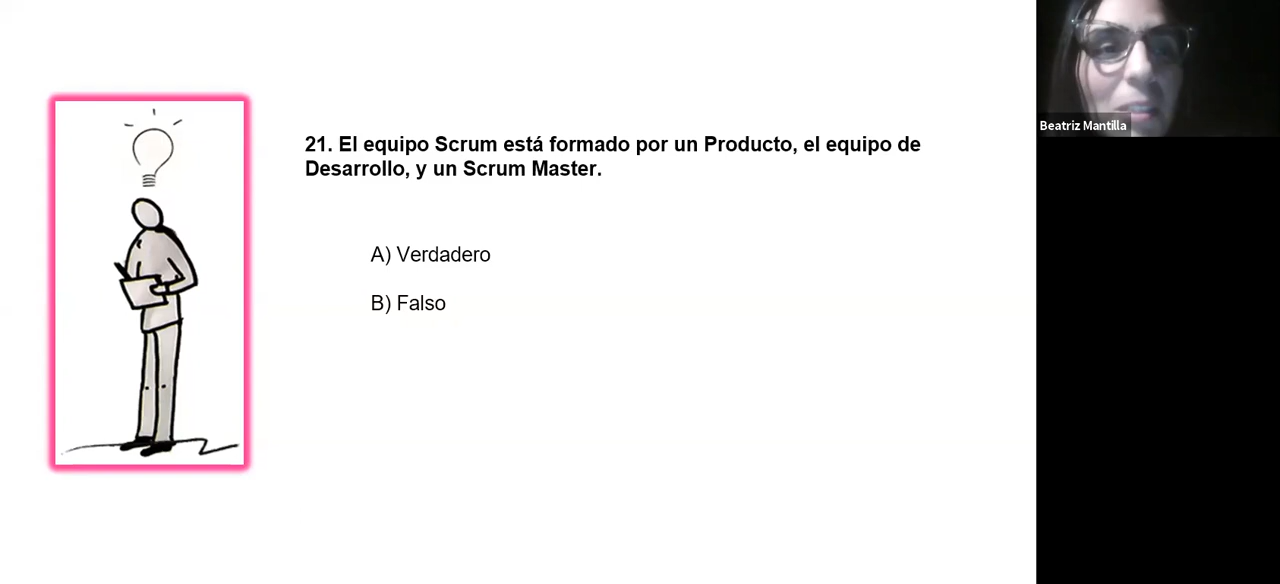 21. El equipo Scrum está formado por un Producto, el equipo de
Desarrollo, y un Scrum Master.
A) Verdadero
B) Falso
Beatriz Mantilla